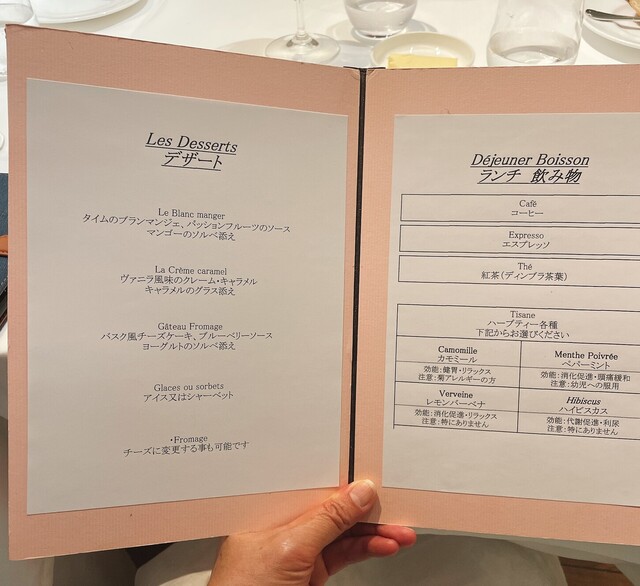 Les Desserts
デザート
Le Blanc manger
タイムのブランマンジェ、パッションフルーツのソース
マンゴーのソルベ添え
La Crème caramel
ヴァニラ風味のクレーム・キャラメル
キャラメルのグラス添え
Gâteau Fromage
バスク風チーズケーキ、ブルーベリーソース
ヨーグルトのソルベ添え
Glaces ou sorbets
アイス又はシャーベット
・Fromage
チーズに変更する事も可能です
Déjeuner Boisson
ランチ 飲み物
Café
コーヒー
Expresso
エスプレッソ
Thé
紅茶(ディンブラ茶葉)
Tisane
ハーブティー各種
下記からお選びください
Camomille
カモミール
効能:健胃・リラックス
注意:菊アレルギーの方
Menthe Poivrée
ペパーミント
効能:消化促進・頭痛緩和
注意:幼児への服用
Verveine
レモンバーベナ
効能:消化促進・リラックス
注意:特にありません
Hibiscus
ハイビスカス
効能:代謝促進・利尿
注意:特にありません